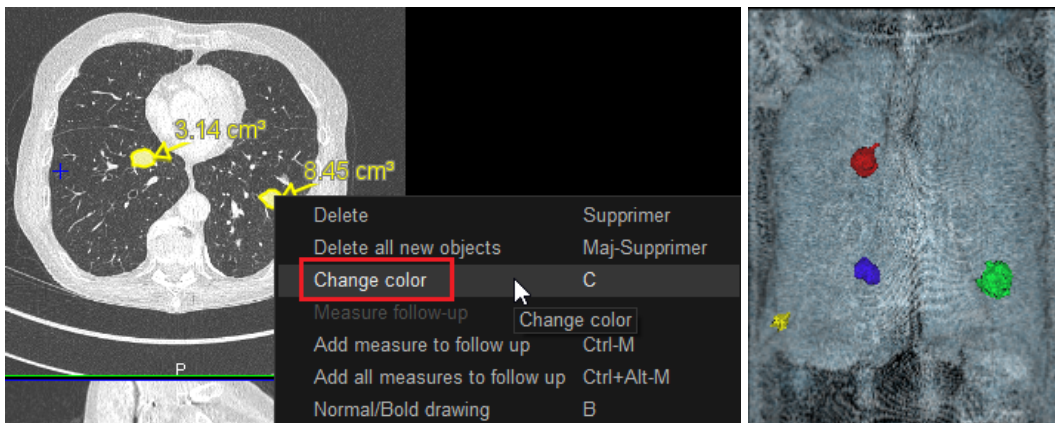 3.14 cm³
8.45 cm³
Delete Supprimer
Delete all new objects Maj-Supprimer
Change color C
Measure follow-up
Change color
Add measure to follow up Ctrl-M
Add all measures to follow up Ctrl+Alt-M
Normal/Bold drawing B
P